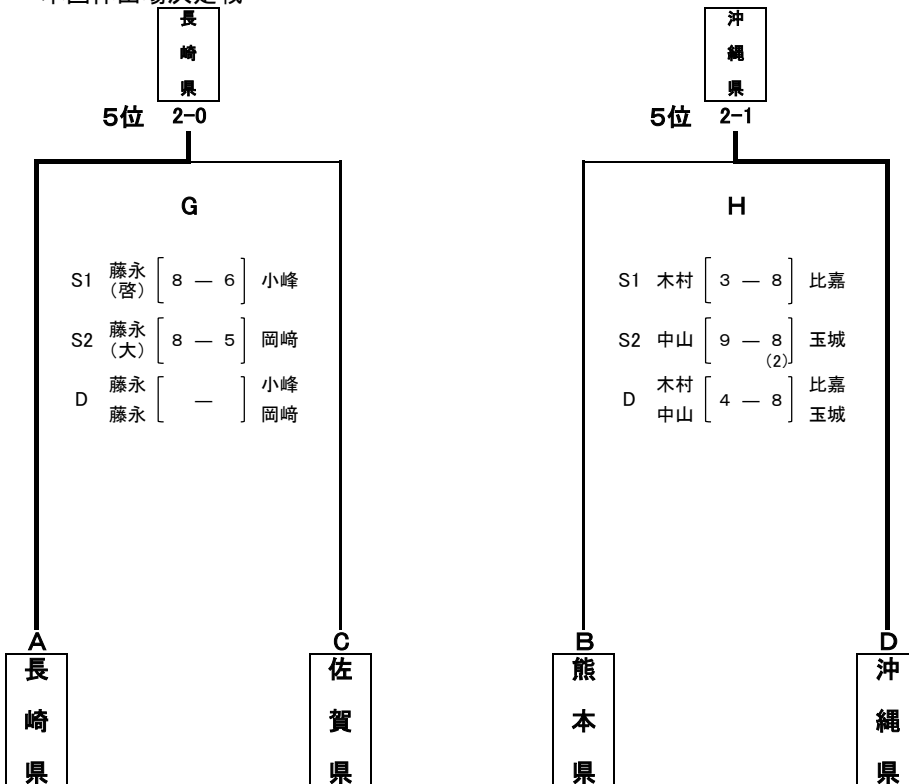 長崎県
沖縄県
5位 2-0
5位 2-1
G
H
S1 藤永(啓) [ 8 ― 6 ] 小峰
S1 木村 [ 3 ― 8 ] 比嘉
S2 藤永(大) [ 8 ― 5 ] 岡﨑
S2 中山 [ 9 ― 8(2) ] 玉城
D 藤永 藤永 [ ― ] 小峰 岡﨑
D 木村 中山 [ 4 ― 8 ] 比嘉 玉城
A
C
B
D
長崎県
佐賀県
熊本県
沖縄県